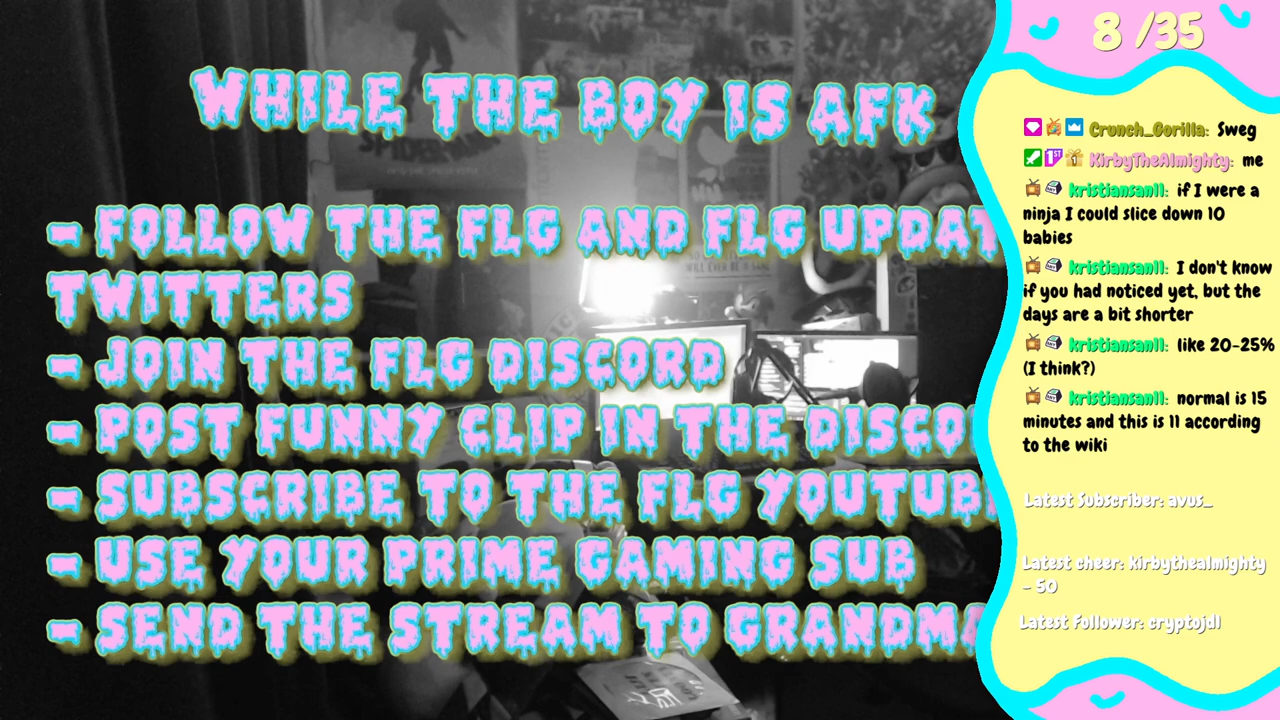 WHILE THE BOY IS AFK
- FOLLOW THE FLG AND FLG UPDAT
TWITTERS
- JOIN THE FLG DISCORD
- POST FUNNY CLIP IN THE DISCO
- SUBSCRIBE TO THE FLG YOUTUB
- USE YOUR PRIME GAMING SUB
- SEND THE STREAM TO GRANDMA
8 /35
Crunch_Gorilla: Sweg
KirbyTheAlmighty: me
kristiansan11: if I were a
ninja I could slice down 10
babies
kristiansan11: I don't know
if you had noticed yet, but the
days are a bit shorter
kristiansan11: like 20-25%
(I think?)
kristiansan11: normal is 15
minutes and this is 11 according
to the wiki
Latest Subscriber: avus_
Latest cheer: kirbythealmighty
- 50
Latest Follower: cryptojdl